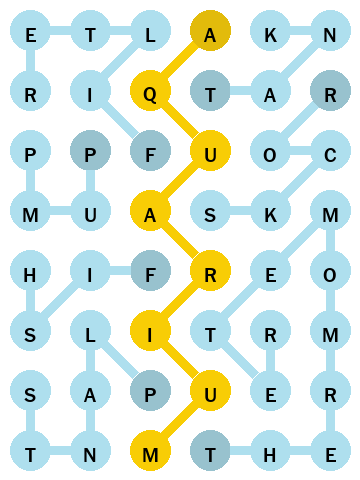 E T L A K N
R I Q T A R
P P F U O C
M U A S K M
H I F R E O
S L I T R M
S A P U E R
T N M T H E